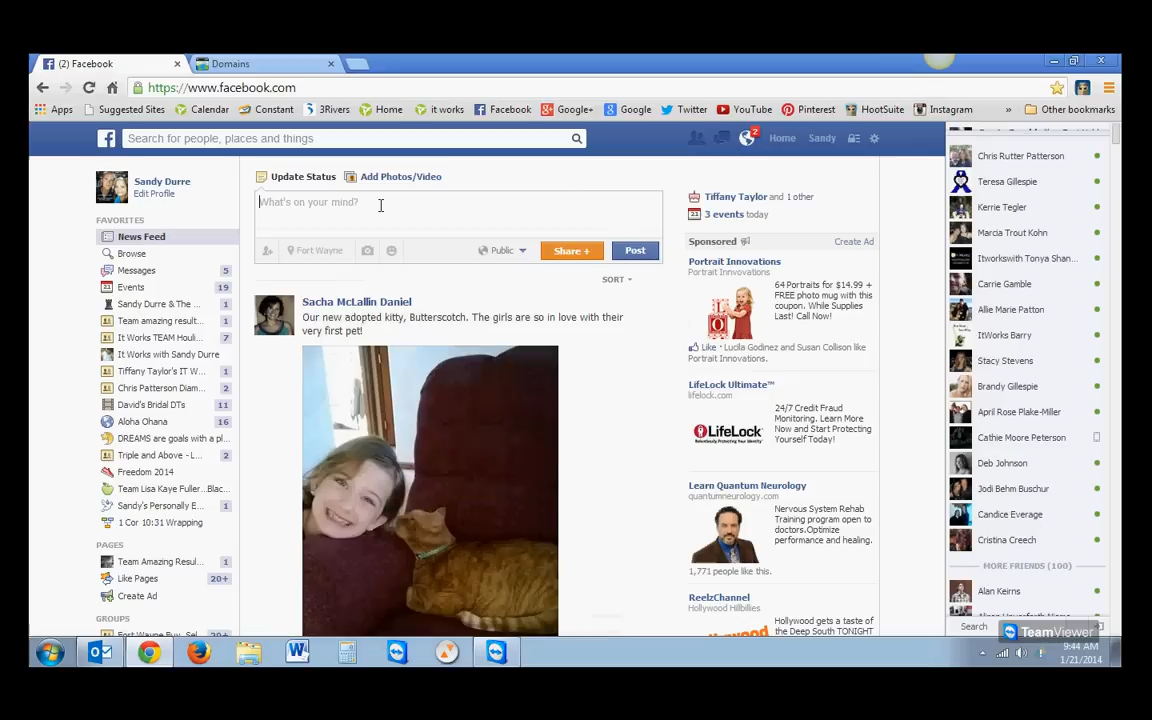 (2) Facebook
Domains
https://www.facebook.com
Apps Suggested Sites Calendar Constant 3Rivers Home it works Facebook Google+ Google Twitter YouTube Pinterest HootSuite Instagram » Other bookmarks
Search for people, places and things
2
Home Sandy
Sandy Durre
Edit Profile
FAVORITES
News Feed
Browse
Messages 5
Events 19
Sandy Durre & The ...
Team amazing result... 1
It Works TEAM Houli... 7
It Works with Sandy Durre
Tiffany Taylor's IT W... 1
Chris Patterson Diam... 2
David's Bridal DTs 11
Aloha Ohana 16
DREAMS are goals with a pl...
Triple and Above - L... 2
Freedom 2014
Team Lisa Kaye Fuller...Blac...
Sandy's Personally E... 1
1 Cor 10:31 Wrapping
PAGES
Team Amazing Resul... 1
Like Pages 20+
Create Ad
GROUPS
Fort Wayne Buy, Sel... 20+
Update Status Add Photos/Video
What's on your mind?
Fort Wayne
Public
Share +
Post
SORT
Sacha McLallin Daniel
Our new adopted kitty, Butterscotch. The girls are so in love with their
very first pet!
Tiffany Taylor and 1 other
3 events today
Sponsored Create Ad
Portrait Innovations
Portrait Innvovations
64 Portraits for $14.99 +
FREE photo mug with this
coupon. While Supplies
Last! Call Now!
Like · Lucila Godinez and Susan Collison like
Portrait Innovations.
LifeLock Ultimate™
lifelock.com
24/7 Credit Fraud
Monitoring. Learn More
Now and Start Protecting
Yourself Today!
LifeLock
Learn Quantum Neurology
quantumneurology.com
Nervous System Rehab
Training program open to
doctors.Optimize
performance and healing.
1,771 people like this.
ReelzChannel
Hollywood Hillbillies
Hollywood gets a taste of
the Deep South TONIGHT
Chris Rutter Patterson
Teresa Gillespie
Kerrie Tegler
Marcia Trout Kohn
Itworkswith Tonya Shan...
Carrie Gamble
Allie Marie Patton
ItWorks Barry
Stacy Stevens
Brandy Gillespie
April Rose Plake-Miller
Cathie Moore Peterson
Deb Johnson
Jodi Behm Buschur
Candice Everage
Cristina Creech
MORE FRIENDS (100)
Alan Keirns
Search
TeamViewer
9:44 AM
1/21/2014